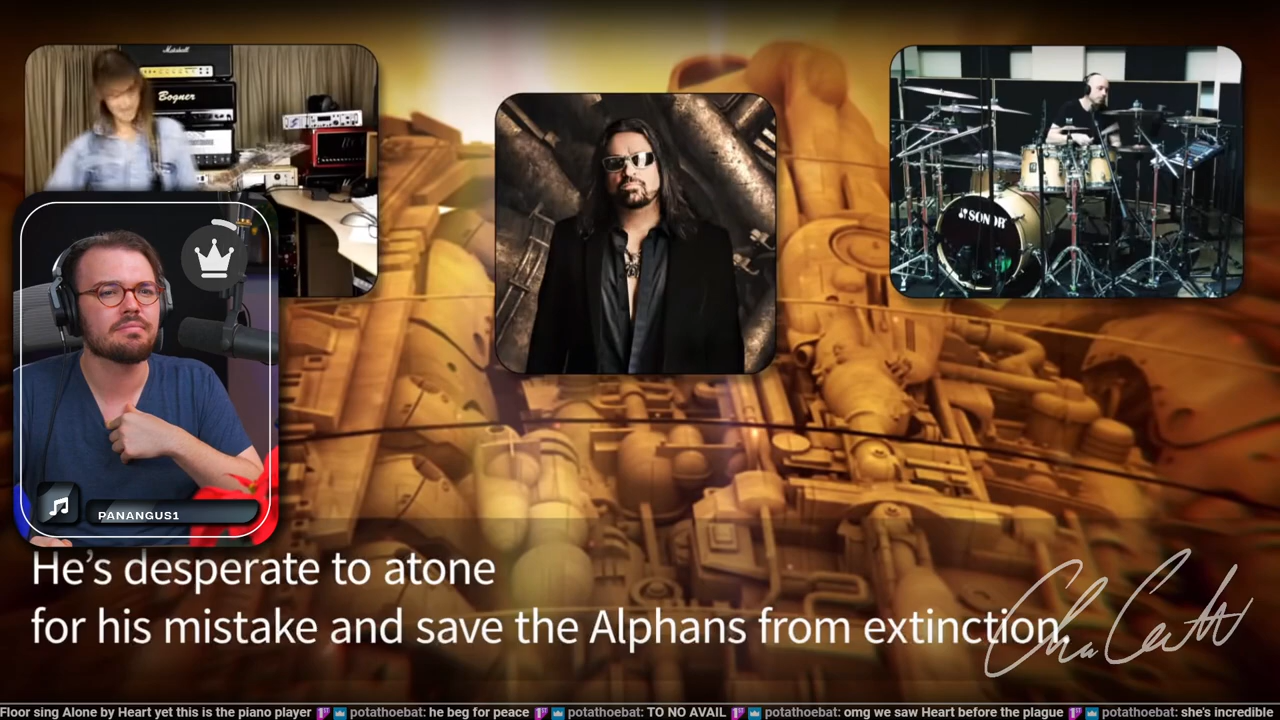 Marshall
Bogner
SONOR
PANANGUS1
He’s desperate to atone
for his mistake and save the Alphans from extinction.
Floor sing Alone by Heart yet this is the piano player potathoebat: he beg for peace potathoebat: TO NO AVAIL potathoebat: omg we saw Heart before the plague potathoebat: she's incredible